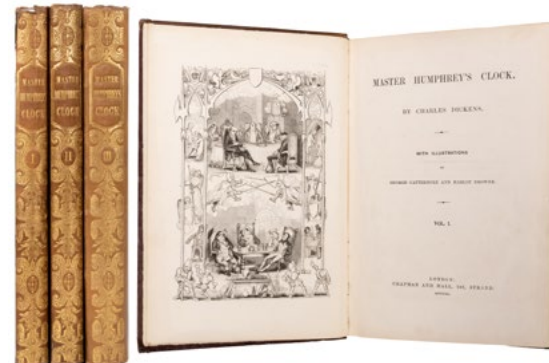 MASTER
HUMPHREY'S
CLOCK
I
MASTER
HUMPHREY'S
CLOCK
II
MASTER
HUMPHREY'S
CLOCK
III
MASTER HUMPHREY'S CLOCK.
BY CHARLES DICKENS.
WITH ILLUSTRATIONS
BY
GEORGE CATTERMOLE AND HABLOT BROWNE.
VOL. I.
LONDON:
CHAPMAN AND HALL, 186, STRAND.